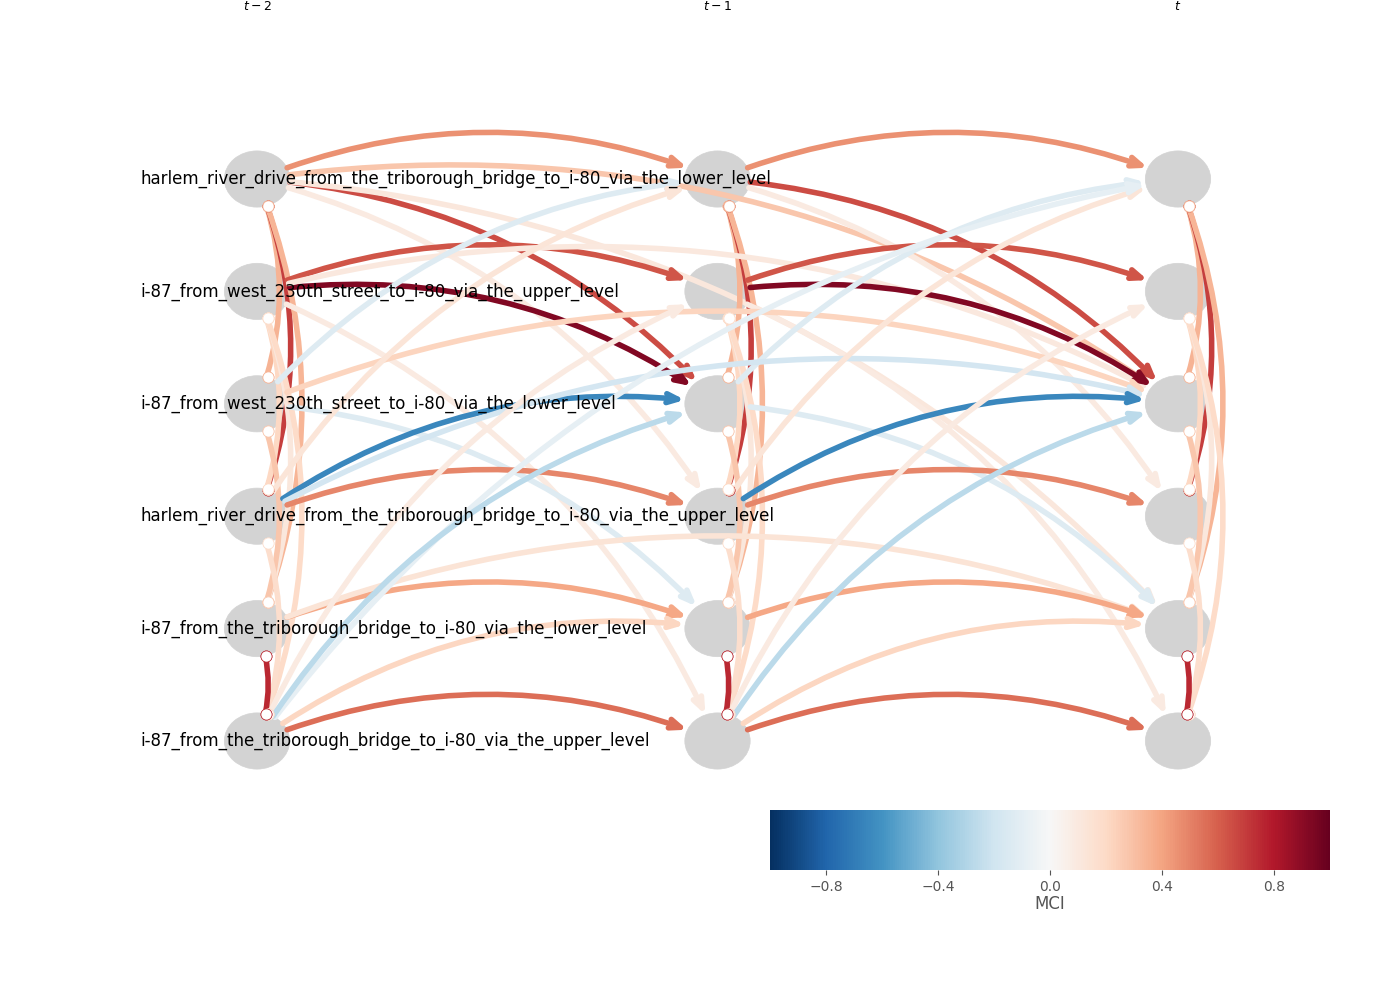 t − 2 t − 1 t
harlem_river_drive_from_the_triborough_bridge_to_i-80_via_the_lower_level
i-87_from_west_230th_street_to_i-80_via_the_upper_level
i-87_from_west_230th_street_to_i-80_via_the_lower_level
harlem_river_drive_from_the_triborough_bridge_to_i-80_via_the_upper_level
i-87_from_the_triborough_bridge_to_i-80_via_the_lower_level
i-87_from_the_triborough_bridge_to_i-80_via_the_upper_level
−0.8 −0.4 0.0 0.4 0.8
MCI